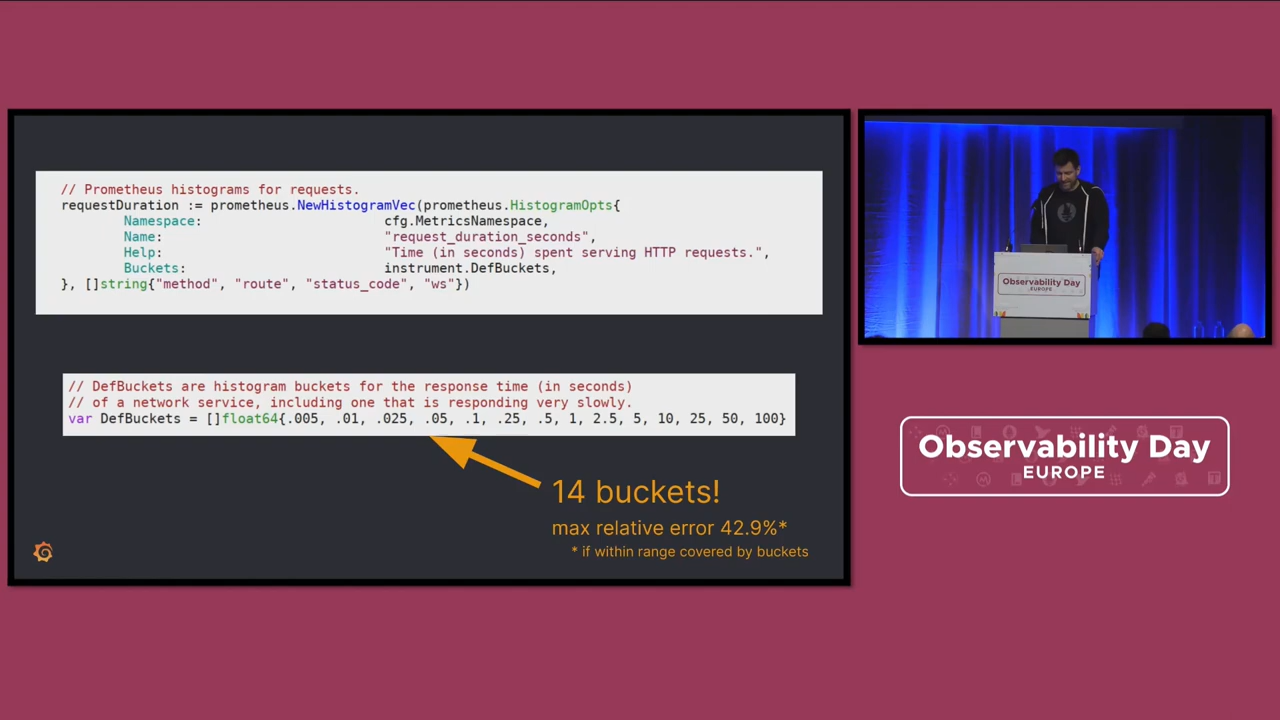 // Prometheus histograms for requests.
requestDuration := prometheus.NewHistogramVec(prometheus.HistogramOpts{
Namespace: cfg.MetricsNamespace,
Name: "request_duration_seconds",
Help: "Time (in seconds) spent serving HTTP requests.",
Buckets: instrument.DefBuckets,
}, []string{"method", "route", "status_code", "ws"})
// DefBuckets are histogram buckets for the response time (in seconds)
// of a network service, including one that is responding very slowly.
var DefBuckets = []float64{.005, .01, .025, .05, .1, .25, .5, 1, 2.5, 5, 10, 25, 50, 100}
14 buckets!
max relative error 42.9%*
* if within range covered by buckets
Observability Day
EUROPE
Observability Day
EUROPE